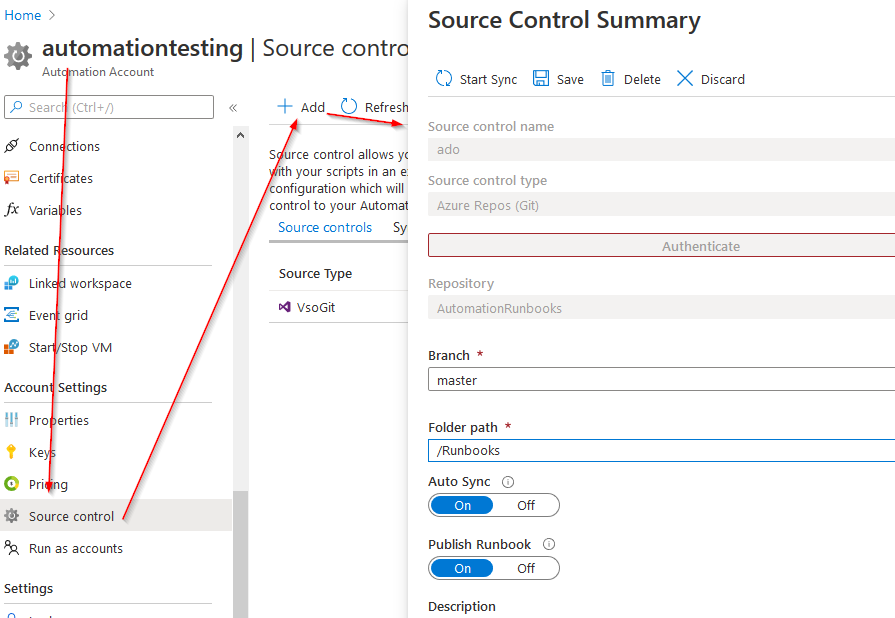 Home
automationtesting | Source contro
Automation Account
Search (Ctrl+/)
Connections
Certificates
fx Variables
Related Resources
Linked workspace
Event grid
Start/Stop VM
Account Settings
Properties
Keys
Pricing
Source control
Run as accounts
Settings
Add
Refresh
Source control allows yo
with your scripts in an e
configuration which will
control to your Automat
Source controls
Sy
Source Type
VsoGit
Source Control Summary
Start Sync
Save
Delete
Discard
Source control name
ado
Source control type
Azure Repos (Git)
Authenticate
Repository
AutomationRunbooks
Branch *
master
Folder path *
/Runbooks
Auto Sync
On Off
Publish Runbook
On Off
Description